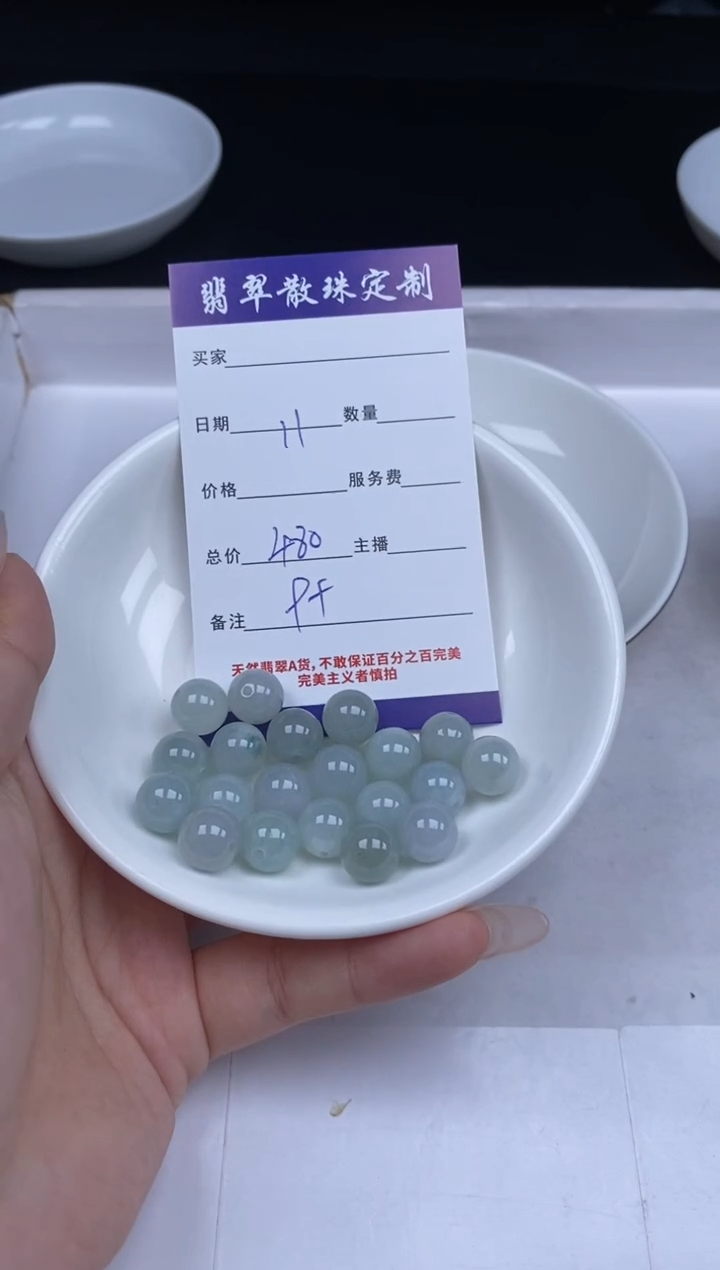 翡翠散珠定制
买家
日期 11 数量
价格 服务费
总价 480 主播
备注
天然翡翠A货,不敢保证百分之百完美
完美主义者慎拍